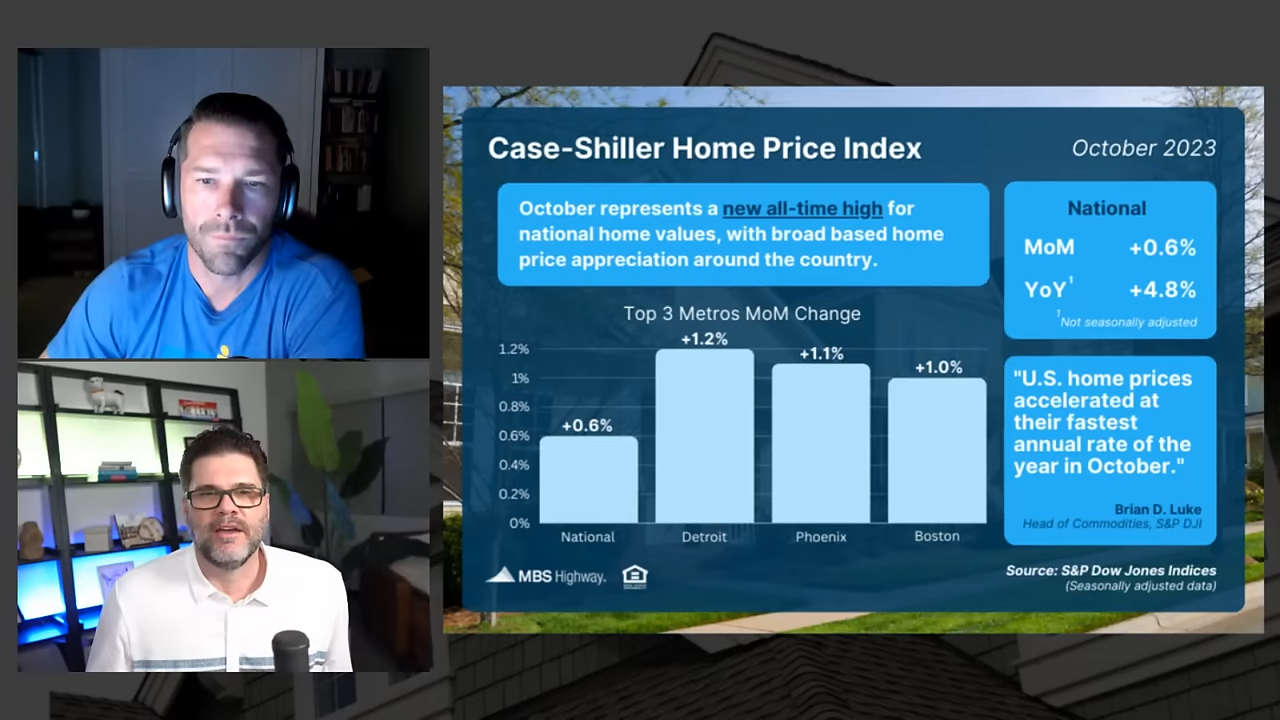 Case-Shiller Home Price Index
October 2023
October represents a new all-time high for
national home values, with broad based home
price appreciation around the country.
National
MoM +0.6%
YoY¹ +4.8%
¹Not seasonally adjusted
Top 3 Metros MoM Change
1.2%
1%
0.8%
0.6%
0.4%
0.2%
0%
+0.6%
+1.2%
+1.1%
+1.0%
National
Detroit
Phoenix
Boston
"U.S. home prices
accelerated at
their fastest
annual rate of the
year in October."
Brian D. Luke
Head of Commodities, S&P DJI
MBS Highway.
Source: S&P Dow Jones Indices
(Seasonally adjusted data)